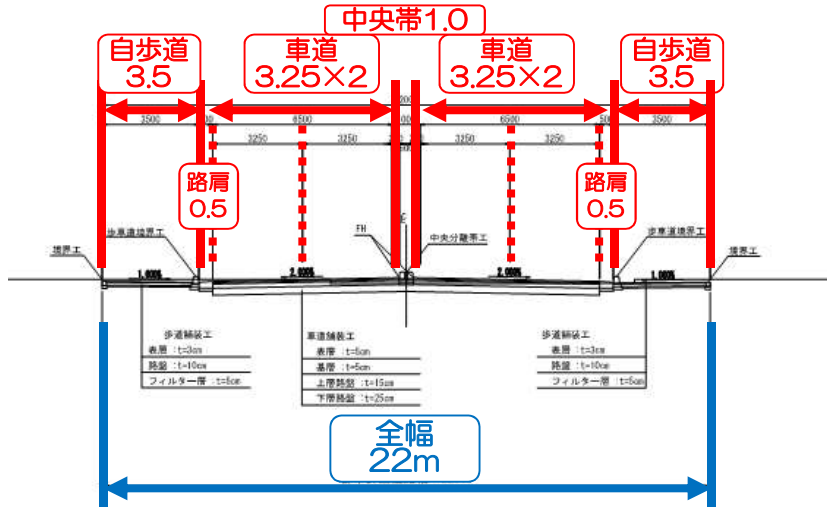 中央帯1.0
自歩道
3.5
車道
3.25×2
車道
3.25×2
自歩道
3.5
3500
6500
6500
3500
3250
3250
3250
3250
路肩
0.5
路肩
0.5
FH
中央分離帯工
歩車道境界工
歩車道境界工
境界工
境界工
1.000%
2.000%
2.000%
1.000%
歩道舗装工
表層 :t=3cm
路盤 :t=10cm
フィルター層 :t=5cm
車道舗装工
表層 :t=5cm
基層 :t=5cm
上層路盤 :t=15cm
下層路盤 :t=25cm
歩道舗装工
表層 :t=3cm
路盤 :t=10cm
フィルター層 :t=5cm
全幅
22m